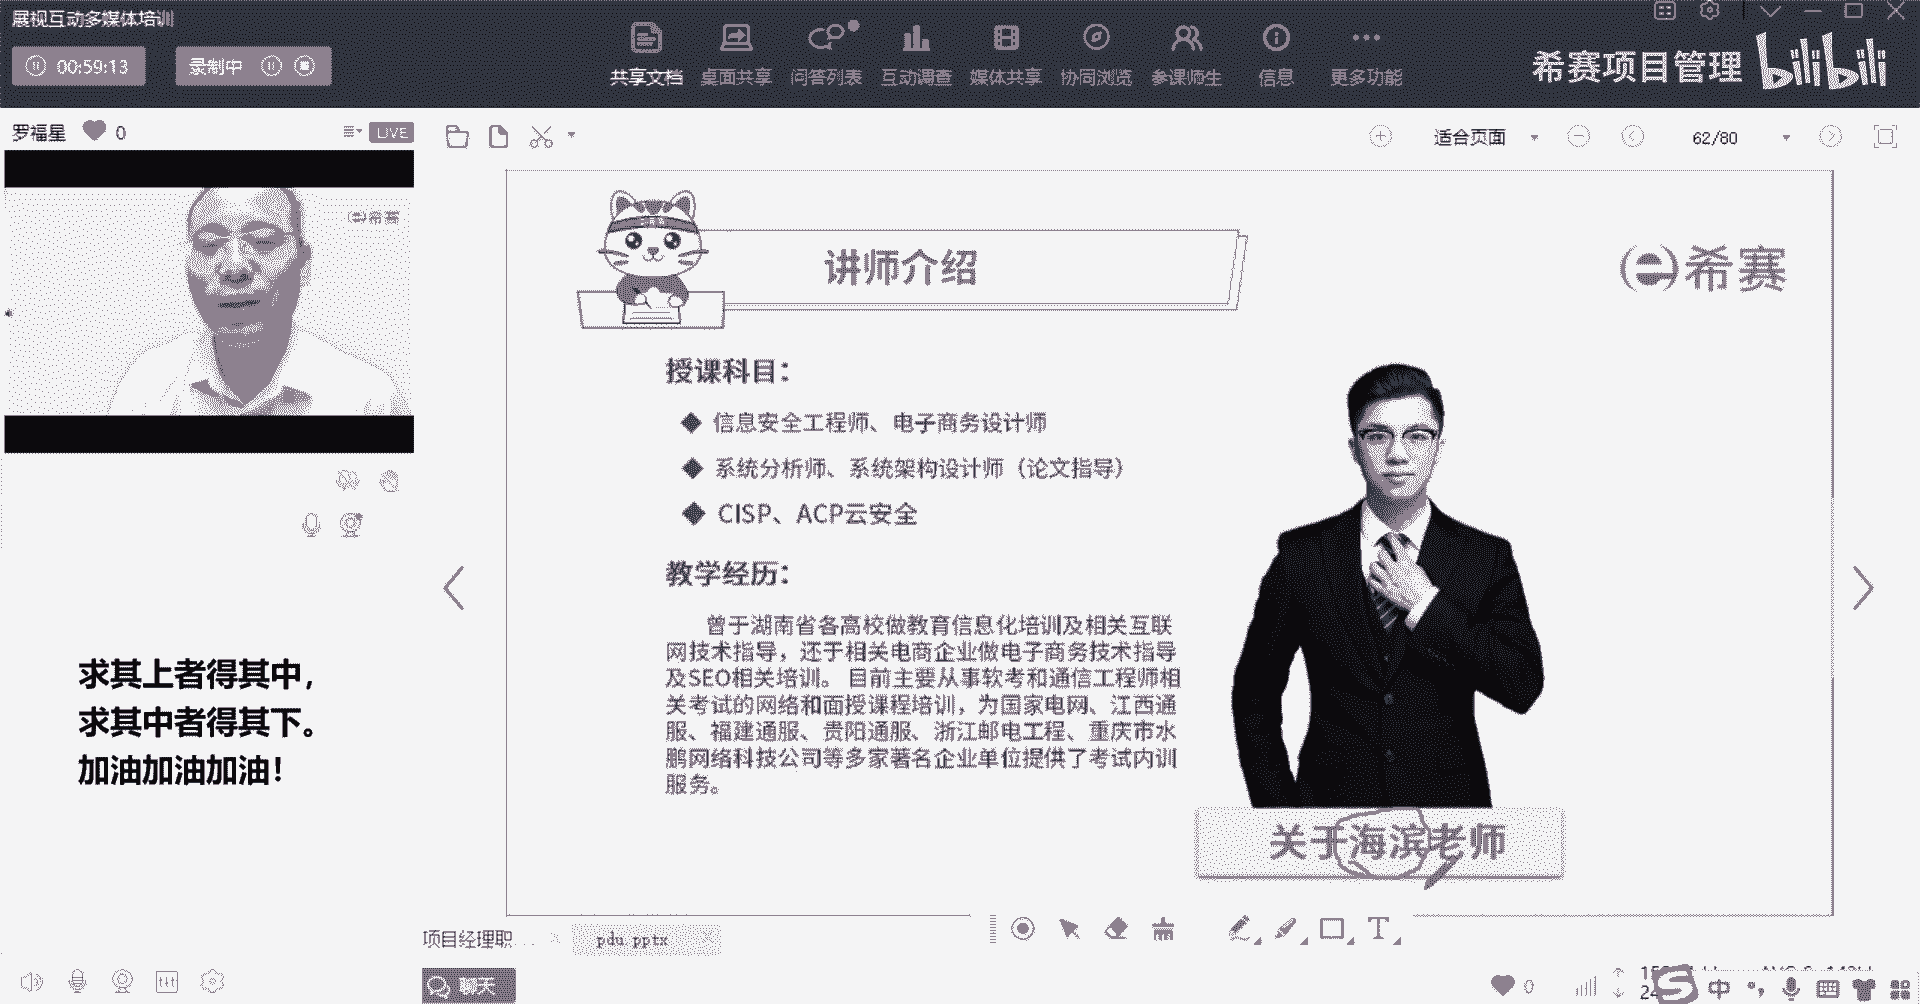 展视互动多媒体培训
00:59:13
录制中
共享文档
桌面共享
问答列表
互动调查
媒体共享
协同浏览
参课师生
信息
更多功能
希赛项目管理
bilibili
罗福星
0
LIVE
适合页面
62/80
希赛
讲师介绍
希赛
授课科目：
信息安全工程师、电子商务设计师
系统分析师、系统架构设计师（论文指导）
CISP、ACP云安全
教学经历：
曾于湖南省各高校做教育信息化培训及相关互联
网技术指导，还于相关电商企业做电子商务技术指导
及SEO相关培训。目前主要从事软考和通信工程师相
关考试的网络和面授课程培训，为国家电网、江西通
服、福建通服、贵阳通服、浙江邮电工程、重庆市水
鹏网络科技公司等多家著名企业单位提供了考试内训
服务。
关于海滨老师
求其上者得其中，
求其中者得其下。
加油加油加油！
项目经理职...
pdu.pptx
聊天
0
中